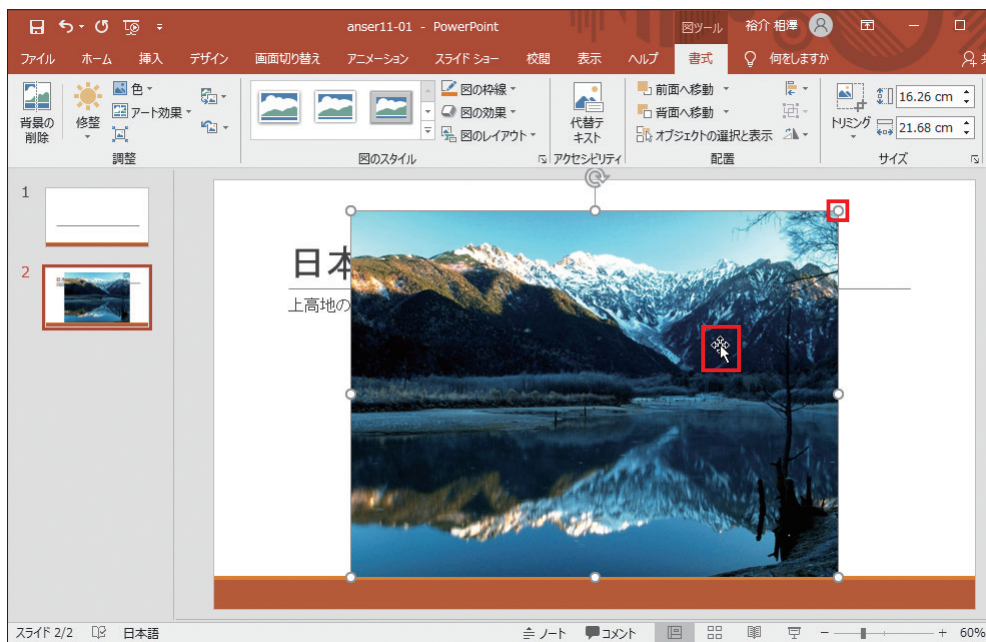 anser11-01 - PowerPoint
図ツール
裕介 相澤
ファイル ホーム 挿入 デザイン 画面切り替え アニメーション スライド ショー 校閲 表示 ヘルプ 書式 何をしますか
背景の
削除
修整
色
アート効果
調整
図のスタイル
図の枠線
図の効果
図のレイアウト
代替テ
キスト
アクセシビリティ
前面へ移動
背面へ移動
オブジェクトの選択と表示
配置
トリミング
16.26 cm
21.68 cm
サイズ
1
2
日本
上高地の
スライド 2/2 日本語 ノート コメント 60%